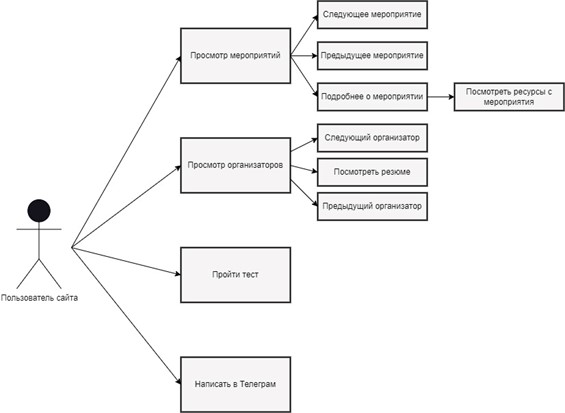 Следующее мероприятие
Просмотр мероприятий
Предыдущее мероприятие
Подробнее о мероприятии
Посмотреть ресурсы с
мероприятия
Следующий организатор
Просмотр организаторов
Посмотреть резюме
Предыдущий организатор
Пользователь сайта
Пройти тест
Написать в Телеграм